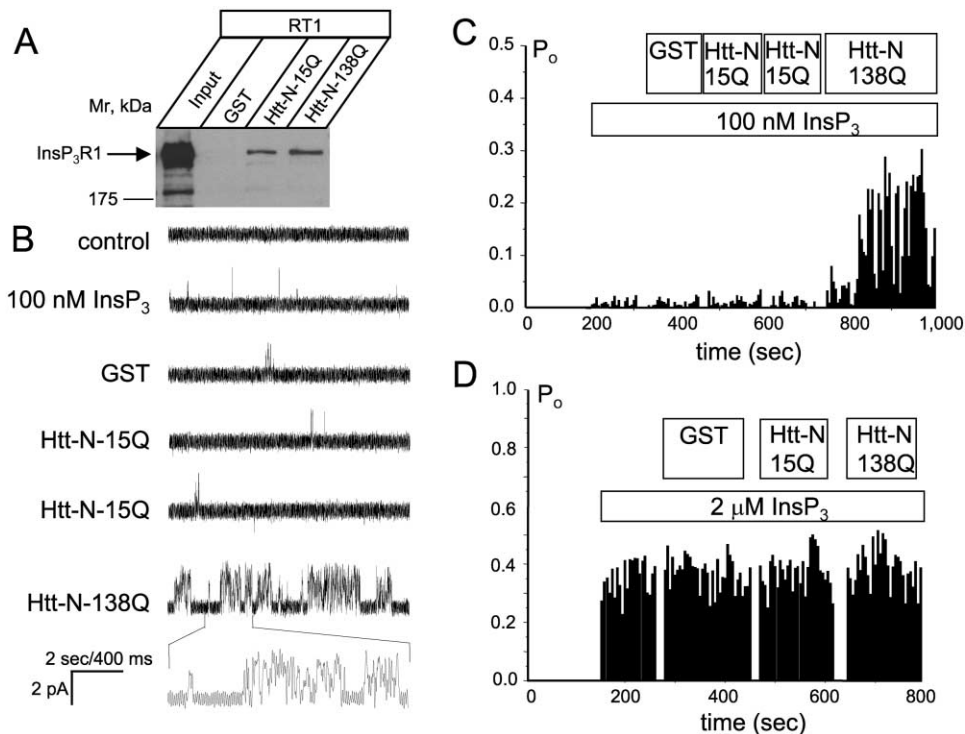 A
RT1
Input
GST
Htt-N-15Q
Htt-N-138Q
Mr, kDa
InsP₃R1
175
B
control
100 nM InsP₃
GST
Htt-N-15Q
Htt-N-15Q
Htt-N-138Q
2 sec/400 ms
2 pA
C
Pₒ
GST
Htt-N 15Q
Htt-N 15Q
Htt-N 138Q
100 nM InsP₃
0.5
0.4
0.3
0.2
0.1
0.0
0 200 400 600 800 1,000
time (sec)
D
Pₒ
GST
Htt-N 15Q
Htt-N 138Q
2 μM InsP₃
1.0
0.8
0.6
0.4
0.2
0.0
0 200 400 600 800
time (sec)